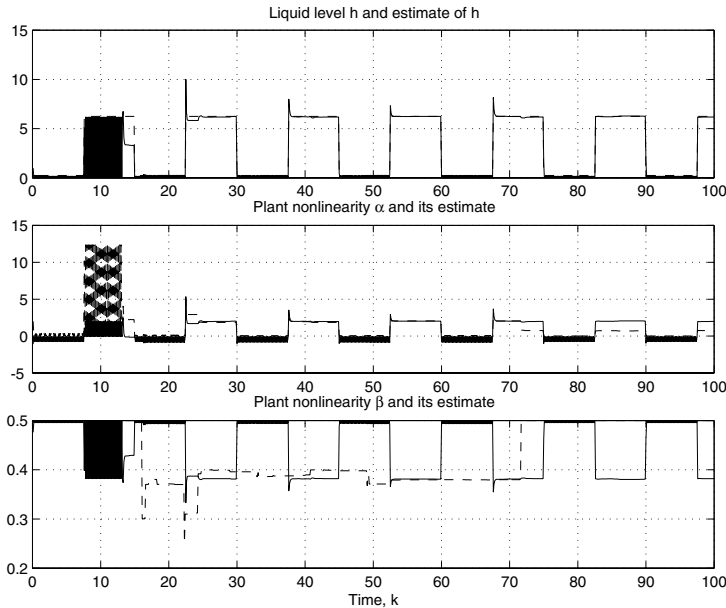 Liquid level h and estimate of h
15
10
5
0
0 10 20 30 40 50 60 70 80 90 100
Plant nonlinearity α and its estimate
15
10
5
0
-5
0 10 20 30 40 50 60 70 80 90 100
Plant nonlinearity β and its estimate
0.5
0.4
0.3
0.2
0 10 20 30 40 50 60 70 80 90 100
Time, k